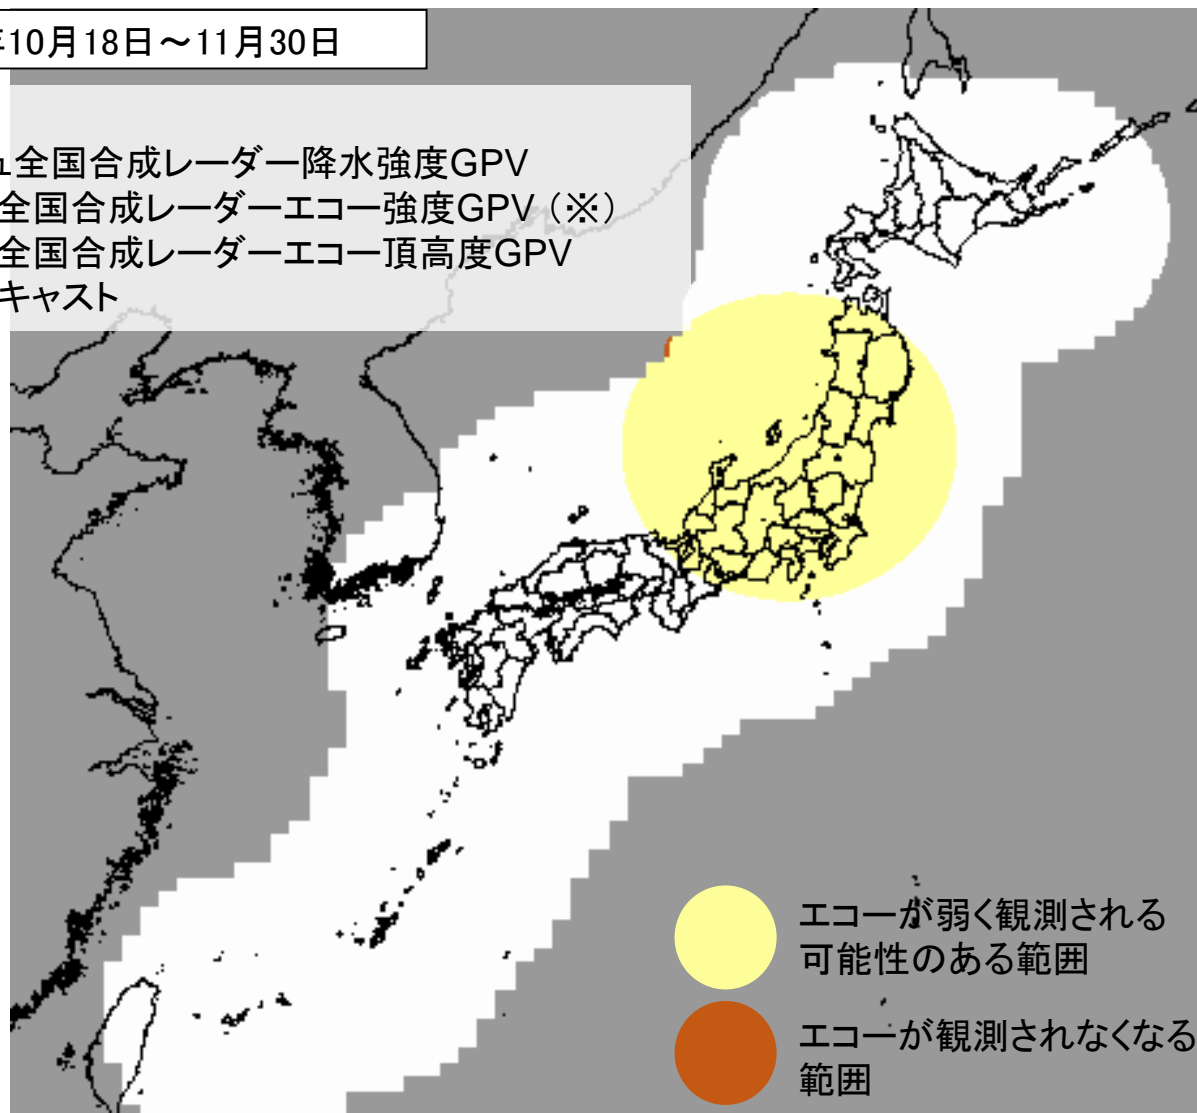 年10月18日～11月30日
ュ全国合成レーダー降水強度GPV
全国合成レーダーエコー強度GPV（※）
全国合成レーダーエコー頂高度GPV
キャスト
エコーが弱く観測される
可能性のある範囲
エコーが観測されなくなる
範囲